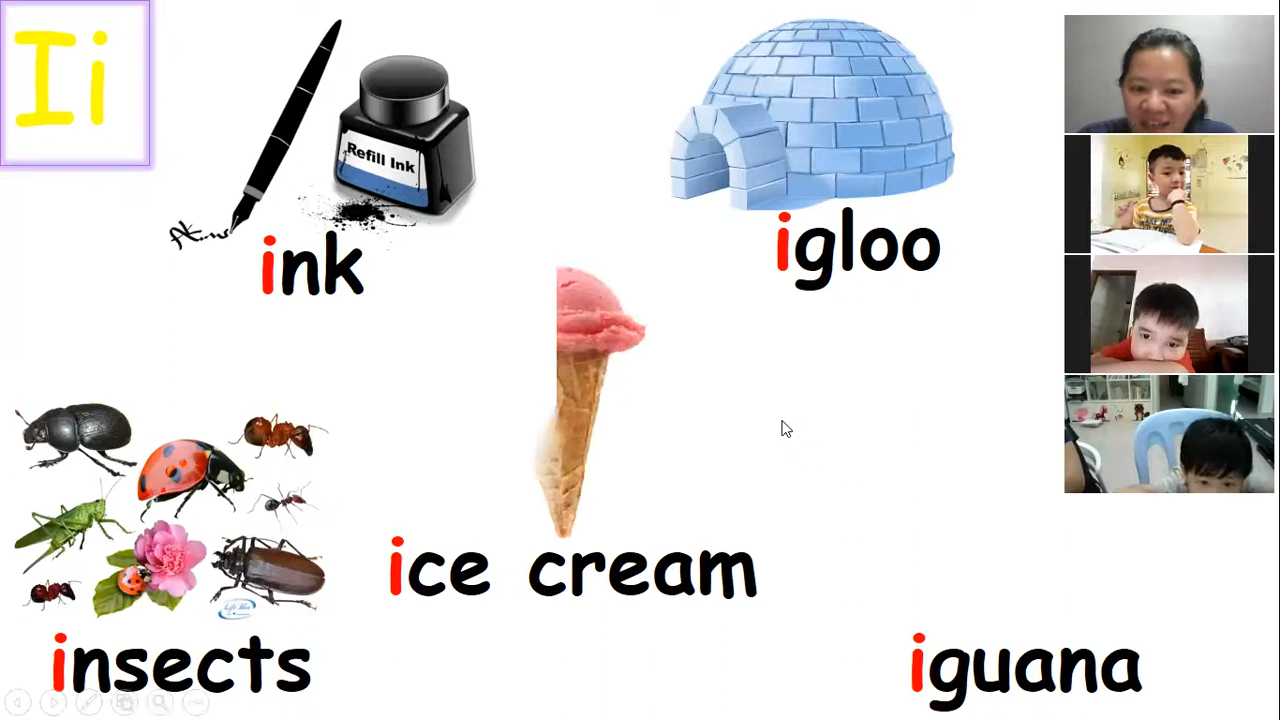 Ii
Refill Ink
ink
igloo
ice cream
insects
iguana